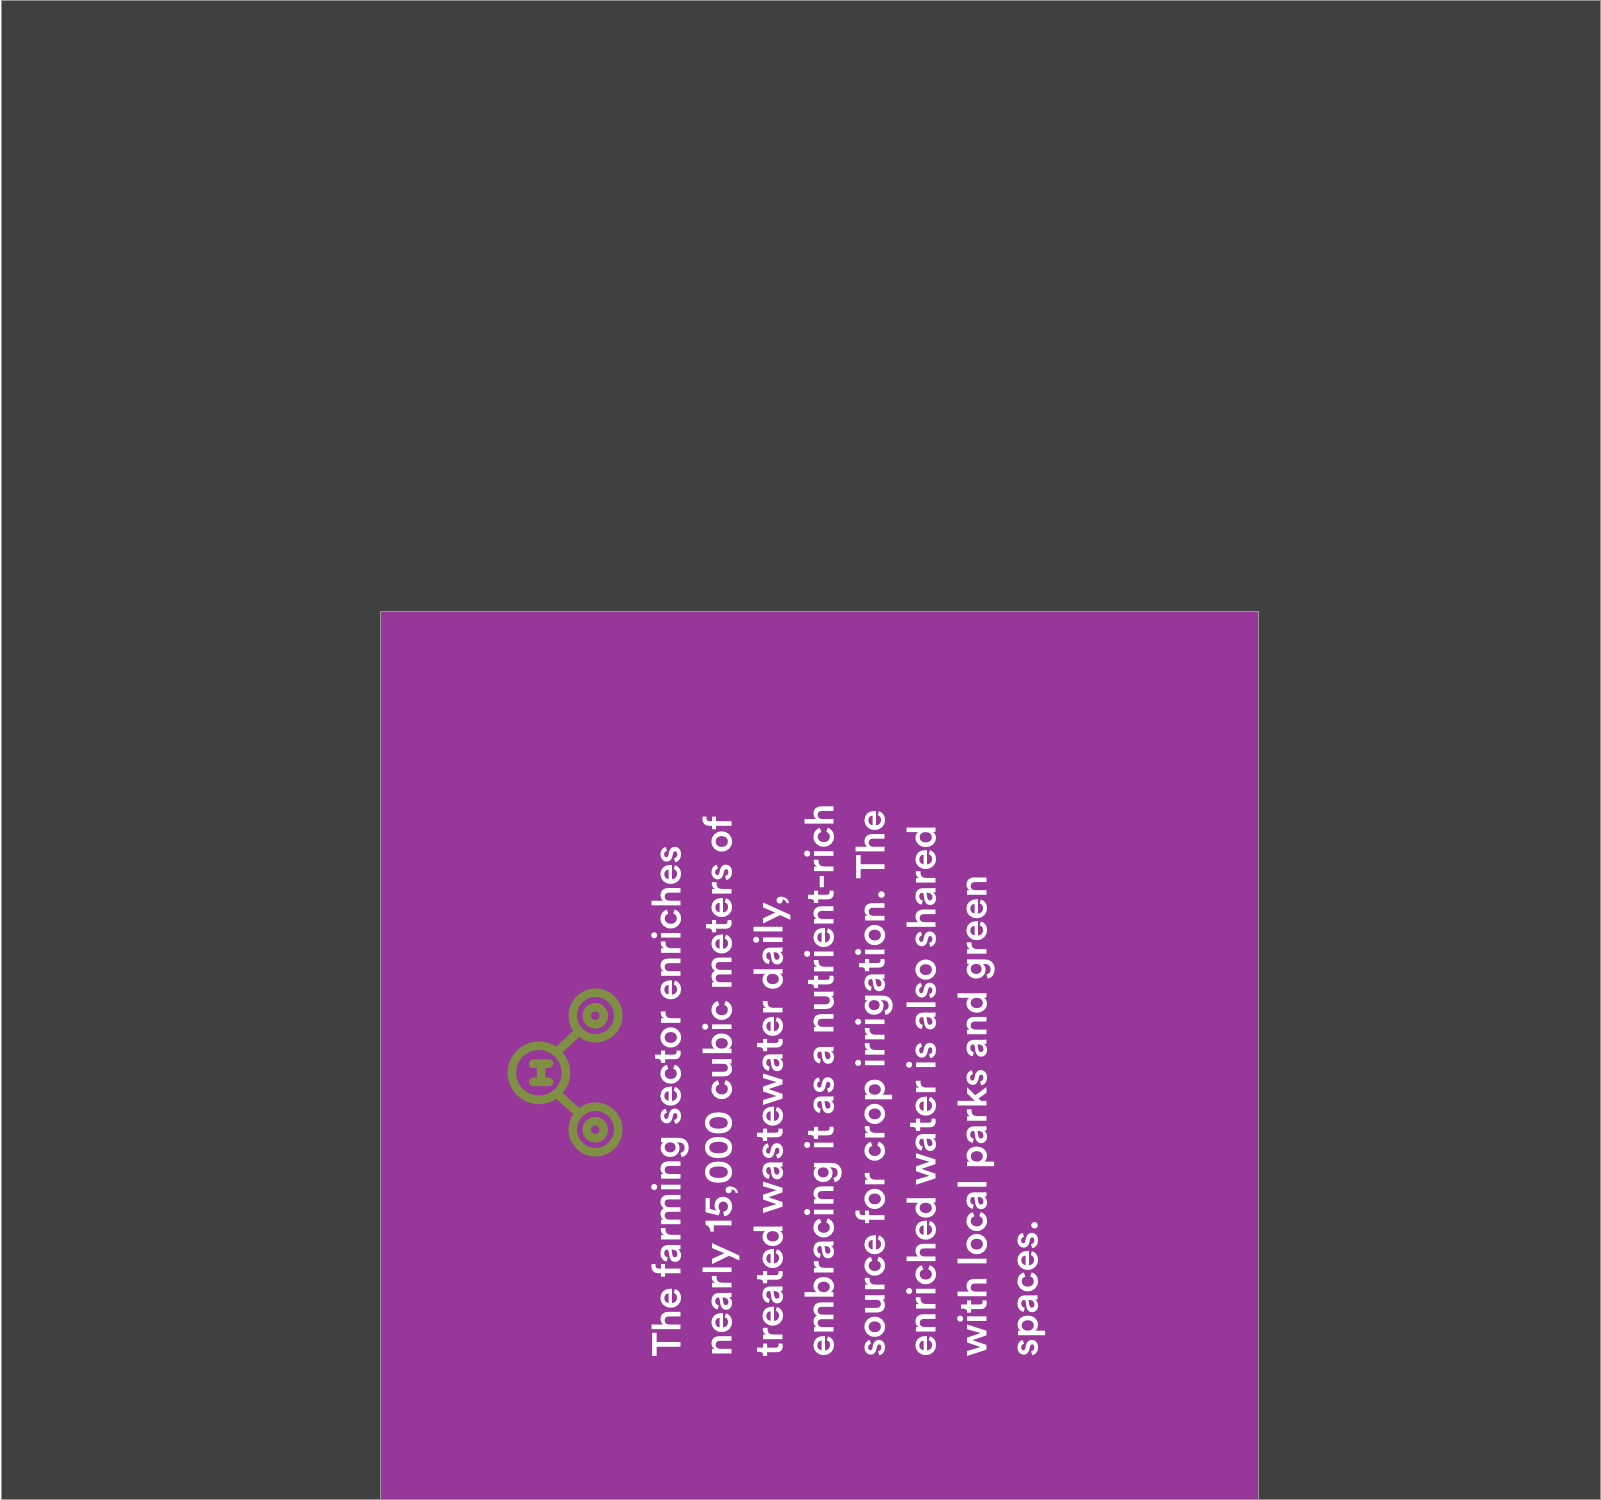 The farming sector enriches
nearly 15,000 cubic meters of
treated wastewater daily,
embracing it as a nutrient-rich
source for crop irrigation. The
enriched water is also shared
with local parks and green
spaces.